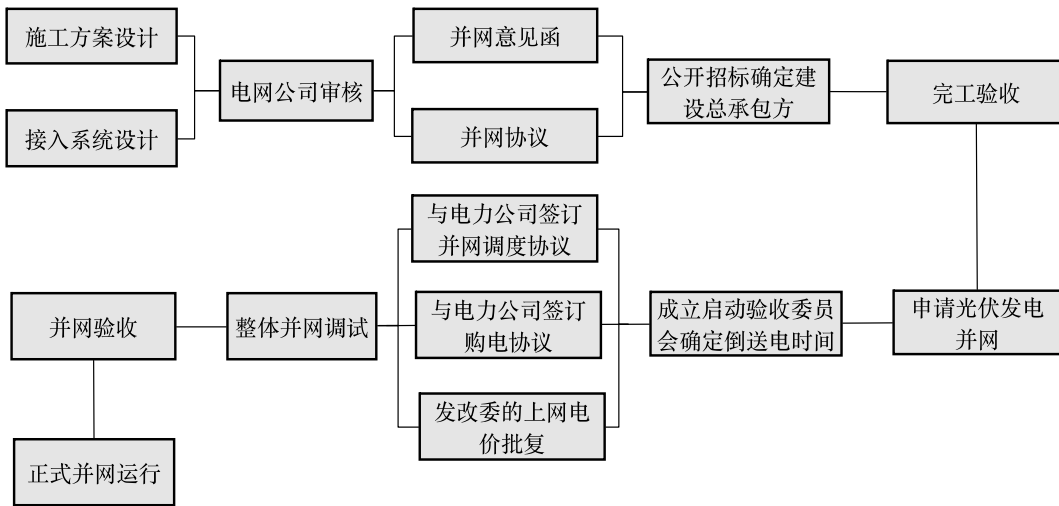 施工方案设计
接入系统设计
电网公司审核
并网意见函
并网协议
公开招标确定建
设总承包方
完工验收
申请光伏发电
并网
成立启动验收委员
会确定倒送电时间
与电力公司签订
并网调度协议
与电力公司签订
购电协议
发改委的上网电
价批复
整体并网调试
并网验收
正式并网运行